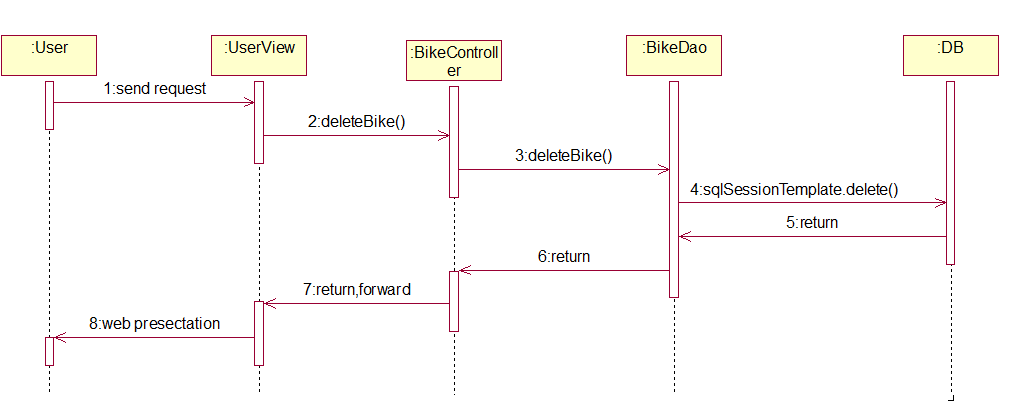 :User
:UserView
:BikeControll
er
:BikeDao
:DB
1:send request
2:deleteBike()
3:deleteBike()
4:sqlSessionTemplate.delete()
5:return
6:return
7:return,forward
8:web presectation